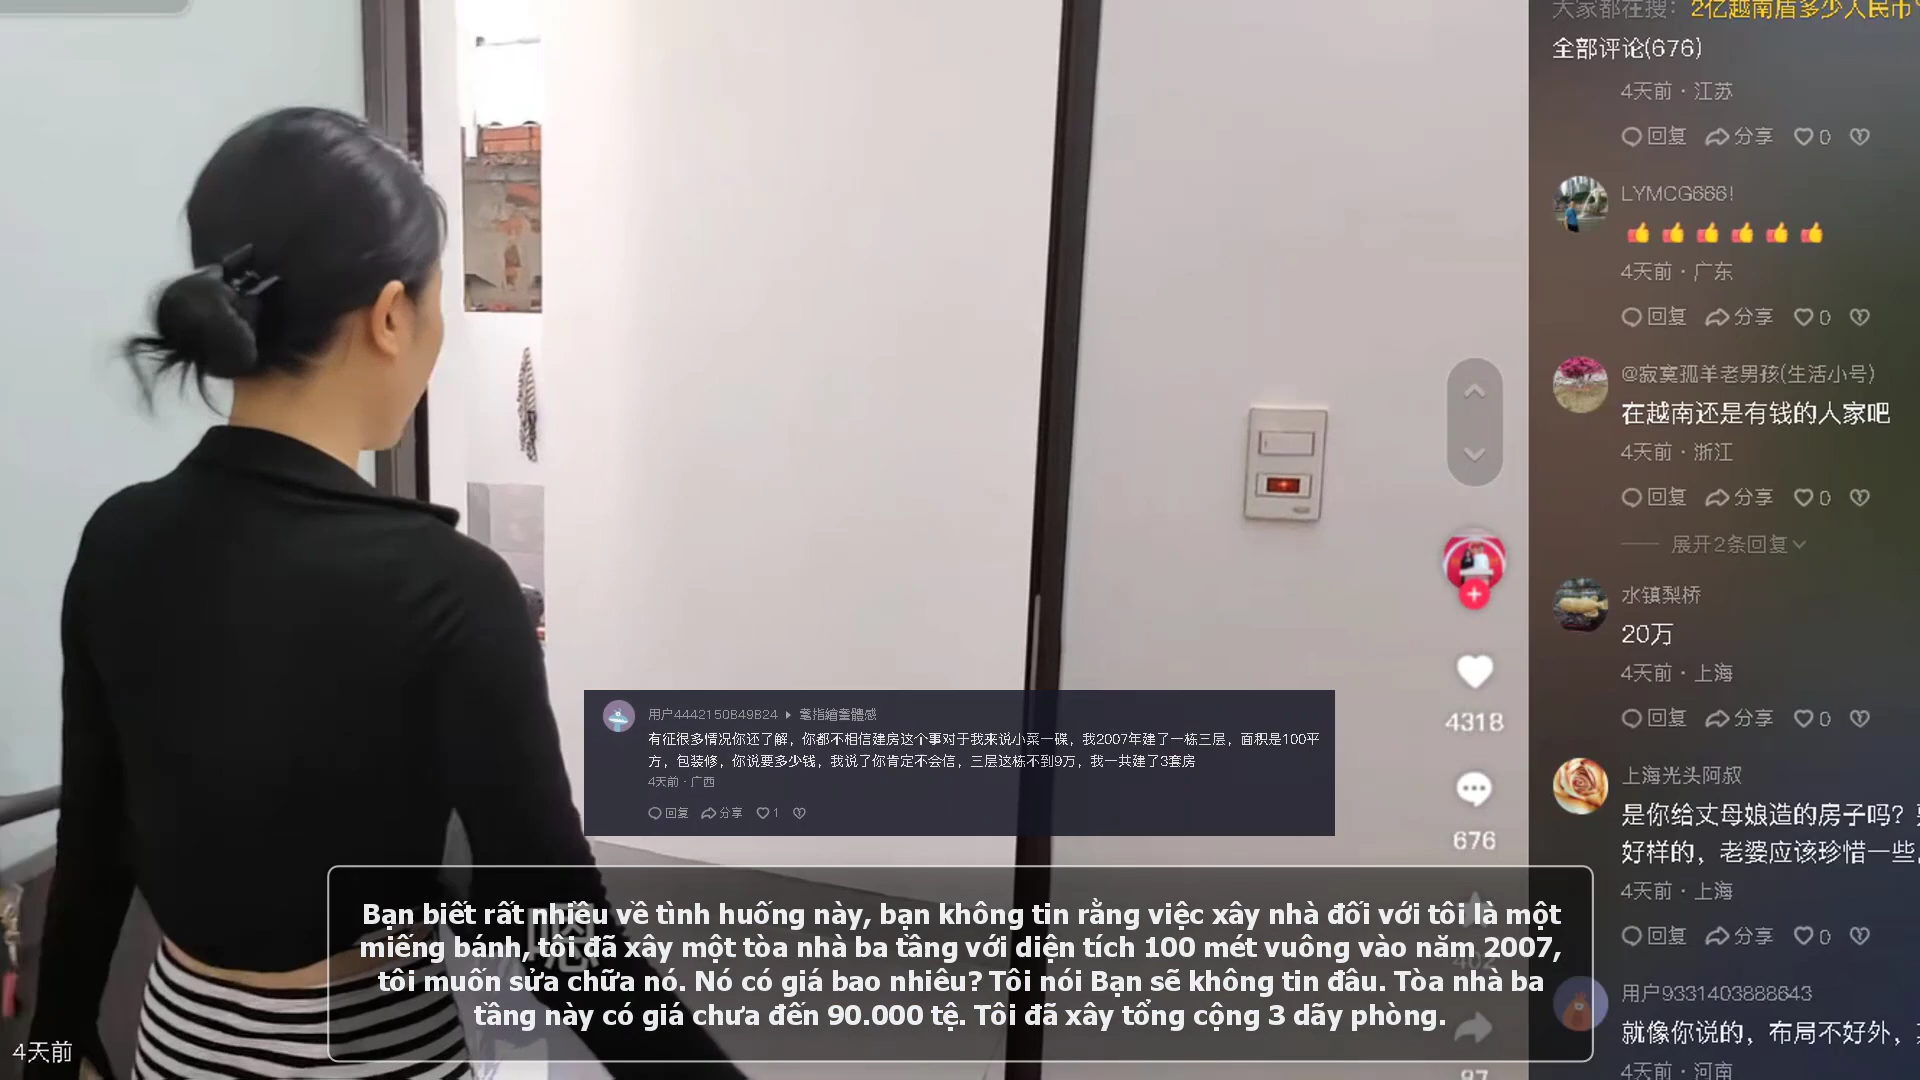 大家都在搜：2亿越南盾多少人民币
全部评论(676)
4天前 · 江苏
回复 分享 0
LYMCG666!
👍👍👍👍👍👍
4天前 · 广东
回复 分享 0
@寂寞孤羊老男孩(生活小号)
在越南还是有钱的人家吧
4天前 · 浙江
回复 分享 0
展开2条回复
水镇梨桥
20万
4天前 · 上海
回复 分享 0
上海光头阿叔
是你给丈母娘造的房子吗？
好样的，老婆应该珍惜一些
4天前 · 上海
回复 分享 0
用户9331403888643
就像你说的，布局不好外，
4天前 · 河南
4318
676
402
97
用户4442150849824 ▸ 耄指繪耋體感
有征很多情况你还了解，你都不相信建房这个事对于我来说小菜一碟，我2007年建了一栋三层，面积是100平
方，包装修，你说要多少钱，我说了你肯定不会信，三层这栋不到9万，我一共建了3套房
4天前 · 广西
回复 分享 1
嗯
Bạn biết rất nhiều về tình huống này, bạn không tin rằng việc xây nhà đối với tôi là một
miếng bánh, tôi đã xây một tòa nhà ba tầng với diện tích 100 mét vuông vào năm 2007,
tôi muốn sửa chữa nó. Nó có giá bao nhiêu? Tôi nói Bạn sẽ không tin đâu. Tòa nhà ba
tầng này có giá chưa đến 90.000 tệ. Tôi đã xây tổng cộng 3 dãy phòng.
4天前